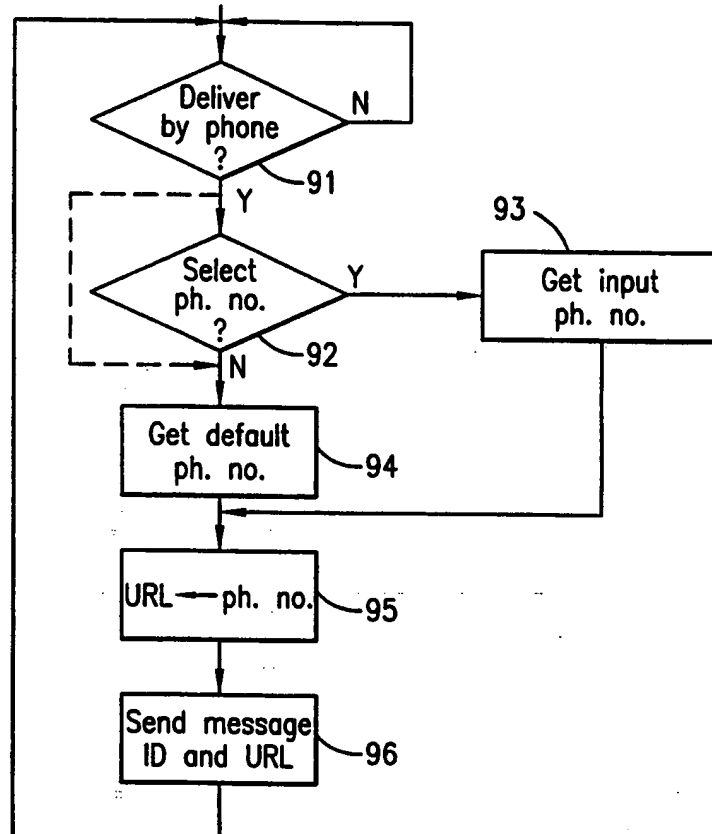 Deliver
by phone
?
N
91
Y
Select
ph. no.
?
Y
92
N
93
Get input
ph. no.
Get default
ph. no.
94
URL ← ph. no.
95
Send message
ID and URL
96